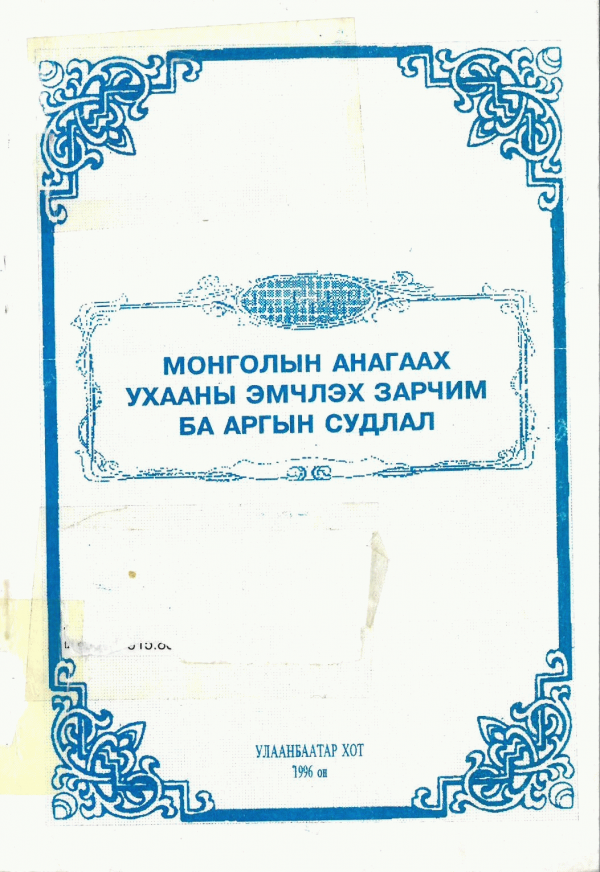 МОНГОЛЫН АНАГААХ
УХААНЫ ЭМЧЛЭХ ЗАРЧИМ
БА АРГЫН СУДЛАЛ
УЛААНБААТАР ХОТ
1996 он